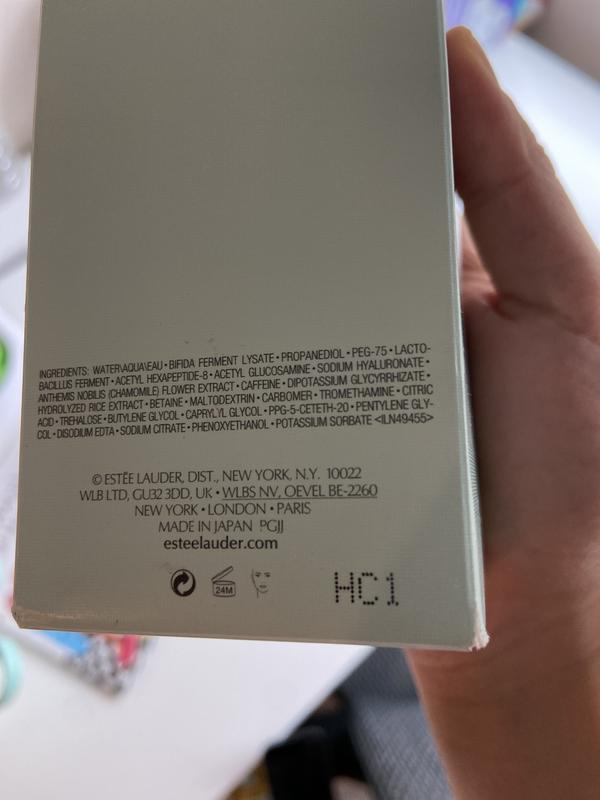 INGREDIENTS: WATER\AQUA\EAU • BIFIDA FERMENT LYSATE • PROPANEDIOL • PEG-75 • LACTO-
BACILLUS FERMENT • ACETYL HEXAPEPTIDE-8 • ACETYL GLUCOSAMINE • SODIUM HYALURONATE •
ANTHEMIS NOBILIS (CHAMOMILE) FLOWER EXTRACT • CAFFEINE • DIPOTASSIUM GLYCYRRHIZATE •
HYDROLYZED RICE EXTRACT • BETAINE • MALTODEXTRIN • CARBOMER • TROMETHAMINE • CITRIC
ACID • TREHALOSE • BUTYLENE GLYCOL • CAPRYLYL GLYCOL • PPG-5-CETETH-20 • PENTYLENE GLY-
COL • DISODIUM EDTA • SODIUM CITRATE • PHENOXYETHANOL • POTASSIUM SORBATE <ILN49455>
© ESTĒE LAUDER, DIST., NEW YORK, N.Y. 10022
WLB LTD, GU32 3DD, UK • WLBS NV, OEVEL BE-2260
NEW YORK • LONDON • PARIS
MADE IN JAPAN PGJJ
esteelauder.com
24M
HC1